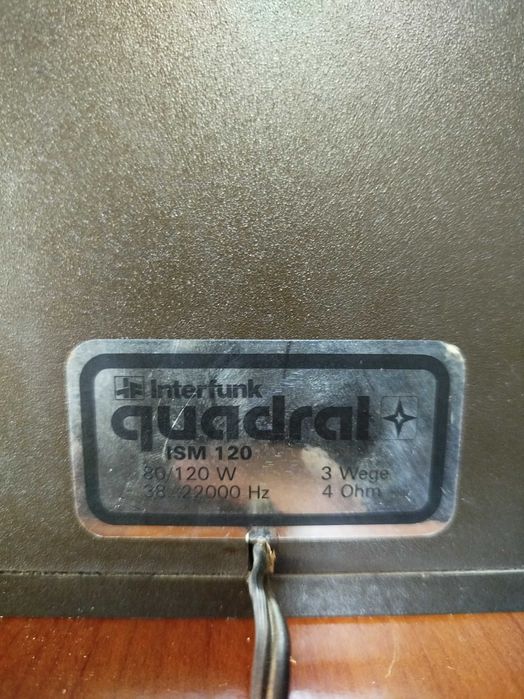 Interfunk
quadral
ISM 120
80/120 W 3 Wege
38 22000 Hz 4 Ohm